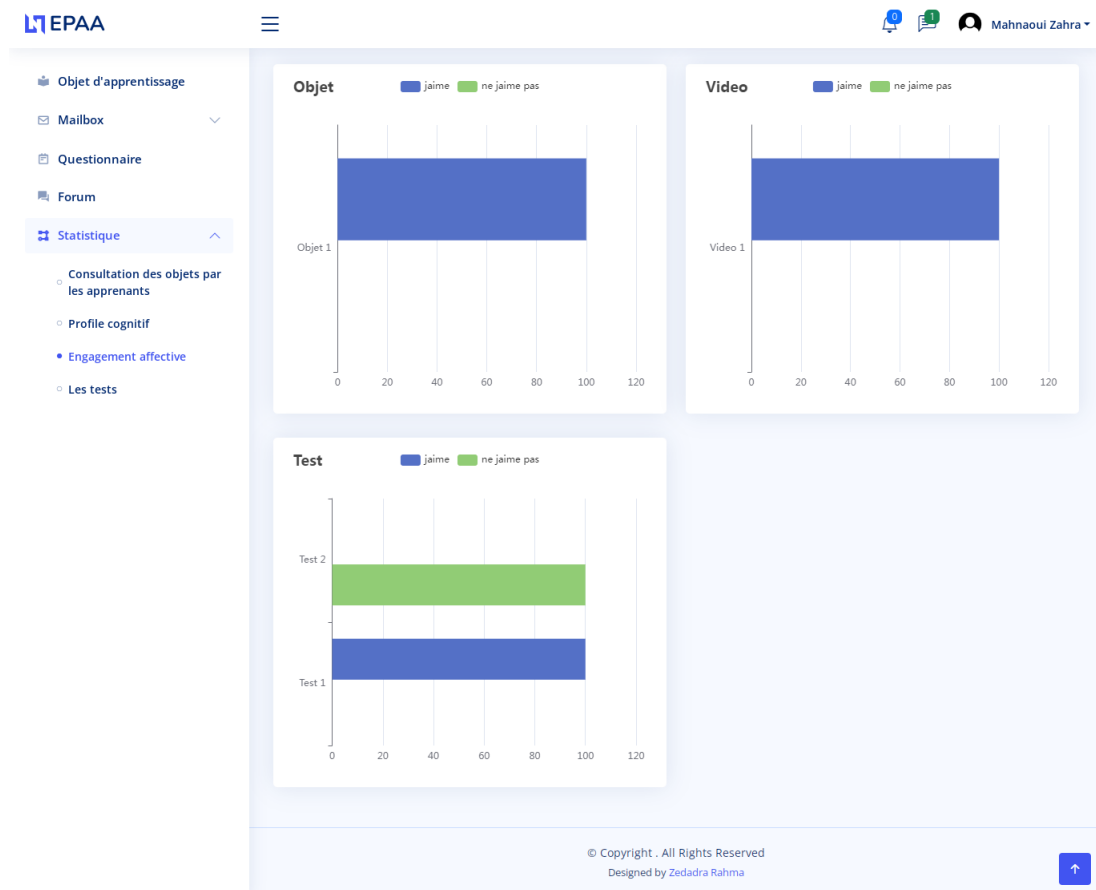 EPAA
0
1
Mahnaoui Zahra
Objet d'apprentissage
Mailbox
Questionnaire
Forum
Statistique
Consultation des objets par
les apprenants
Profile cognitif
Engagement affective
Les tests
Objet
jaime
ne jaime pas
Objet 1
0 20 40 60 80 100 120
Video
jaime
ne jaime pas
Video 1
0 20 40 60 80 100 120
Test
jaime
ne jaime pas
Test 2
Test 1
0 20 40 60 80 100 120
© Copyright . All Rights Reserved
Designed by Zedadra Rahma